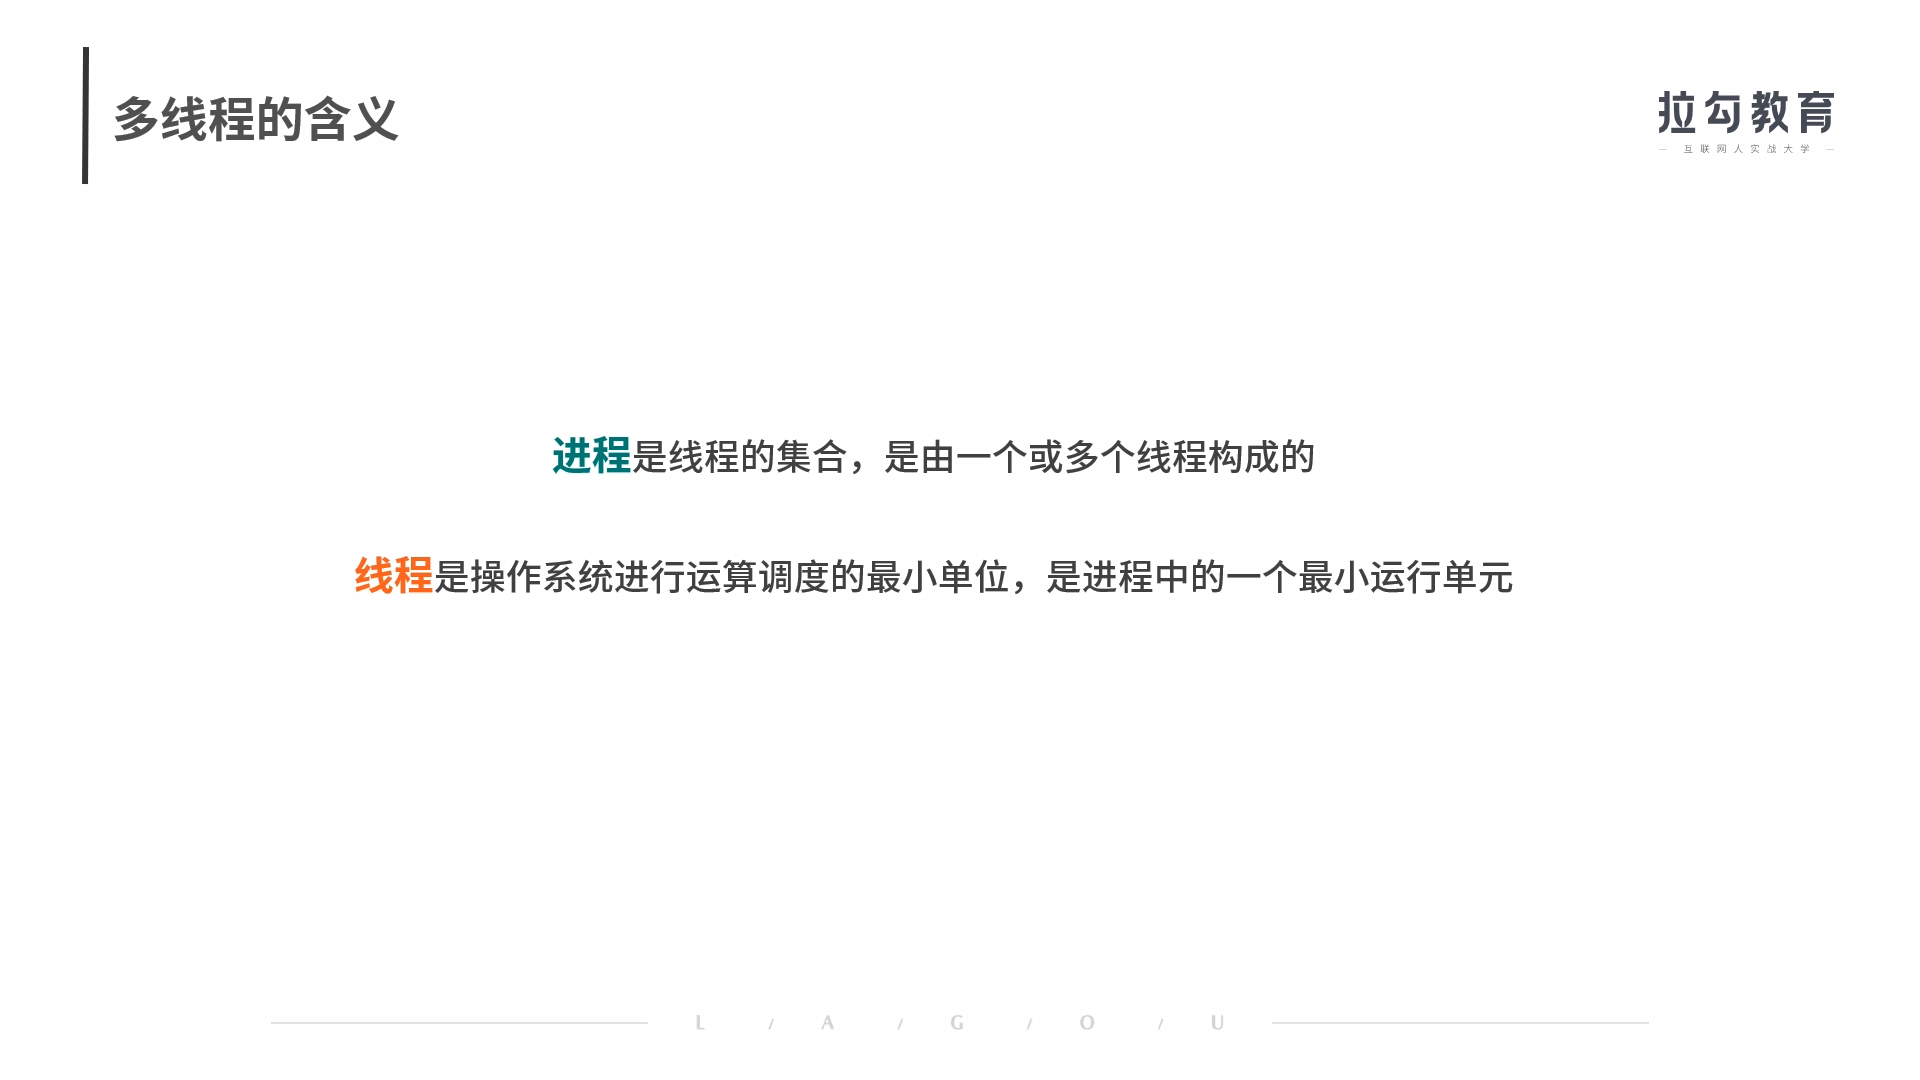 多线程的含义
拉勾教育
— 互联网人实战大学 —
进程是线程的集合，是由一个或多个线程构成的
线程是操作系统进行运算调度的最小单位，是进程中的一个最小运行单元
L / A / G / O / U